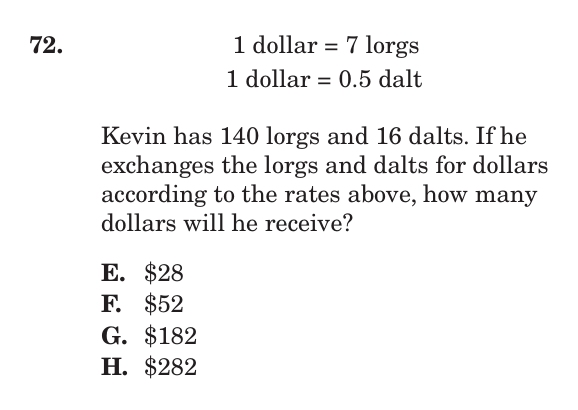 72.
1 dollar = 7 lorgs
1 dollar = 0.5 dalt
Kevin has 140 lorgs and 16 dalts. If he
exchanges the lorgs and dalts for dollars
according to the rates above, how many
dollars will he receive?
E. $28
F. $52
G. $182
H. $282